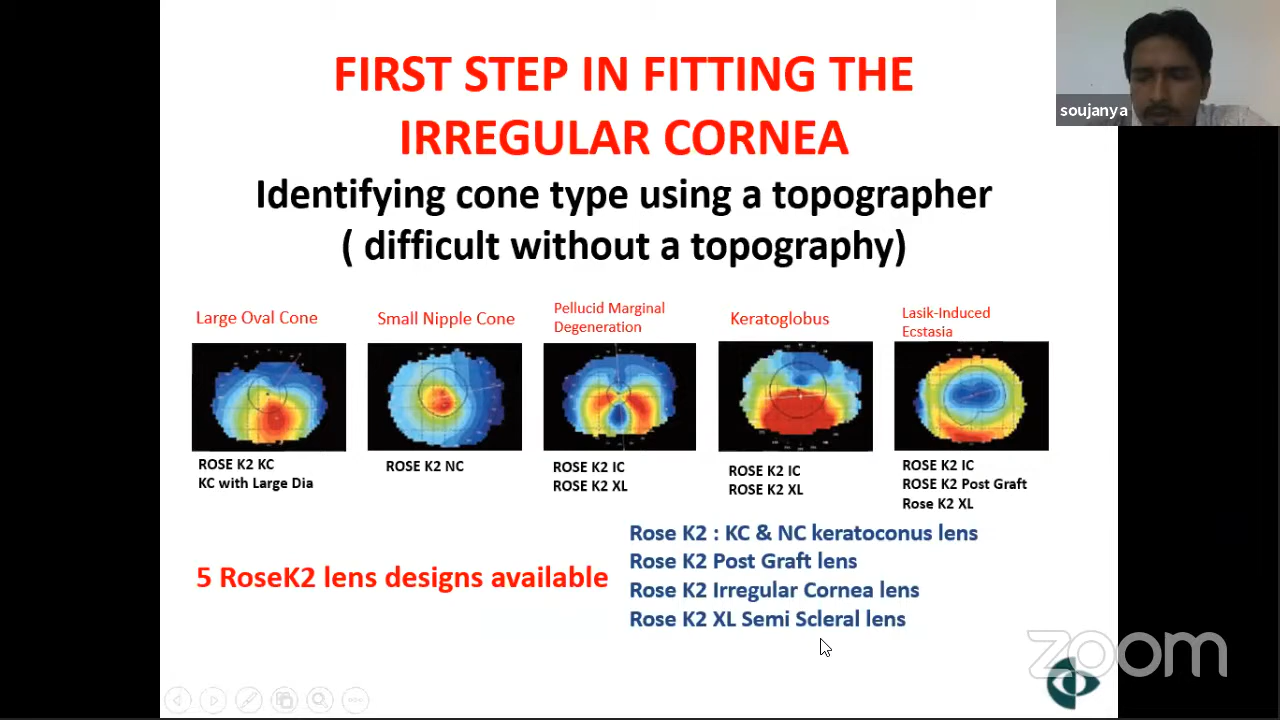 FIRST STEP IN FITTING THE
IRREGULAR CORNEA
Identifying cone type using a topographer
( difficult without a topography)
soujanya
Large Oval Cone
Small Nipple Cone
Pellucid Marginal
Degeneration
Keratoglobus
Lasik-Induced
Ecstasia
ROSE K2 KC
KC with Large Dia
ROSE K2 NC
ROSE K2 IC
ROSE K2 XL
ROSE K2 IC
ROSE K2 XL
ROSE K2 IC
ROSE K2 Post Graft
Rose K2 XL
5 RoseK2 lens designs available
Rose K2 : KC & NC keratoconus lens
Rose K2 Post Graft lens
Rose K2 Irregular Cornea lens
Rose K2 XL Semi Scleral lens
zoom